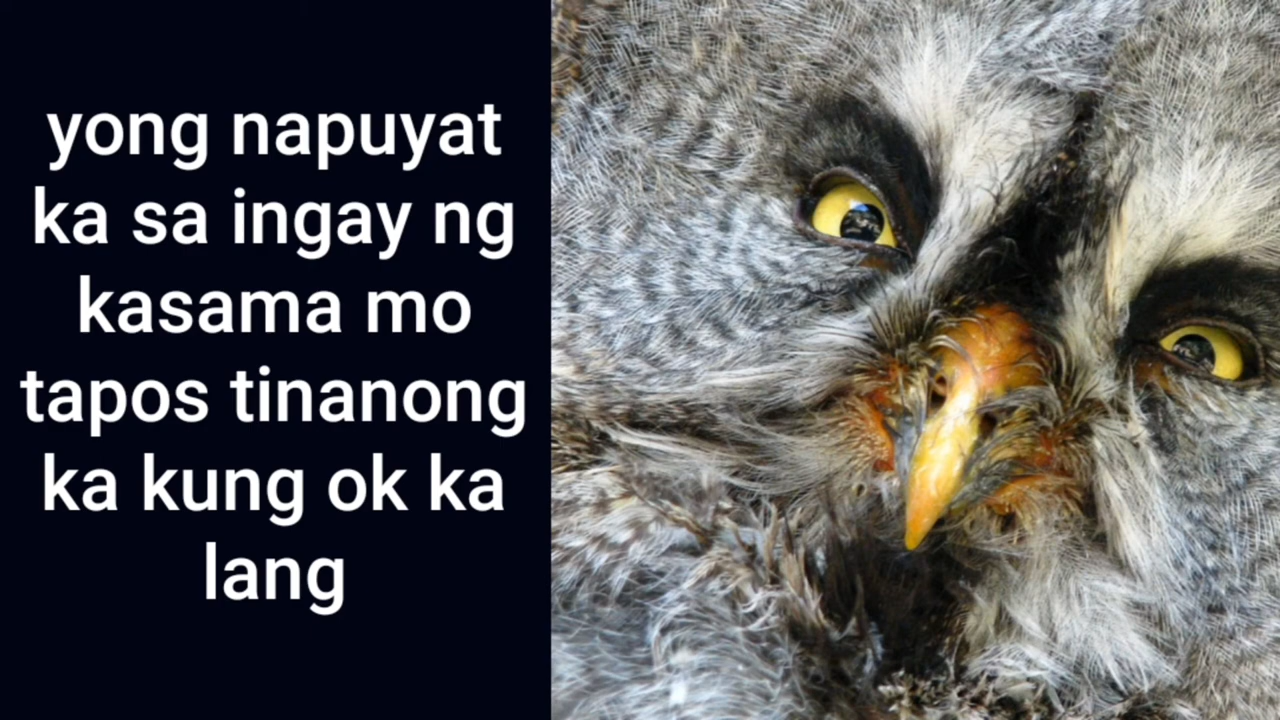 yong napuyat
ka sa ingay ng
kasama mo
tapos tinanong
ka kung ok ka
lang